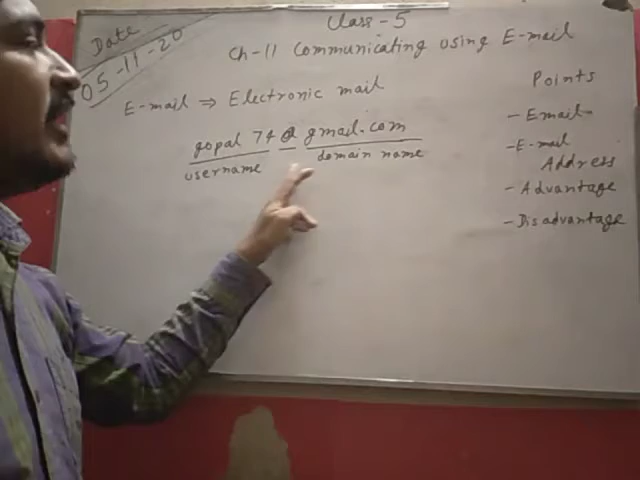 Date
05-11-20
Class-5
Ch-11 Communicating using E-mail
E-mail ⇒ Electronic mail
gopal 74 @ gmail.com
username domain name
Points
- Email-
- E-mail
Address
- Advantage
- Disadvantage